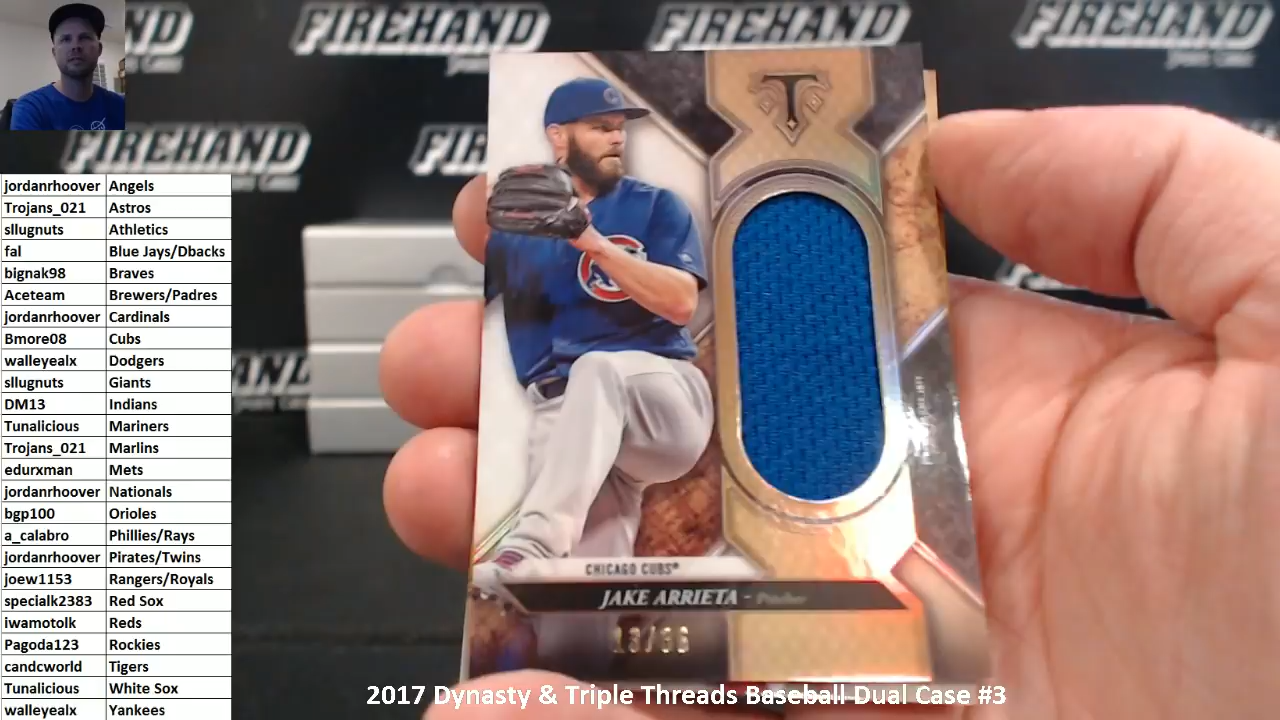 FIREHAND
FIREHAND
FIREHAND
FIREHAND
FIREHAND
jordanrhoover Angels
Trojans_021 Astros
sllugnuts Athletics
fal Blue Jays/Dbacks
bignak98 Braves
Aceteam Brewers/Padres
jordanrhoover Cardinals
Bmore08 Cubs
walleyealx Dodgers
sllugnuts Giants
DM13 Indians
Tunalicious Mariners
Trojans_021 Marlins
edurxman Mets
jordanrhoover Nationals
bgp100 Orioles
a_calabro Phillies/Rays
jordanrhoover Pirates/Twins
joew1153 Rangers/Royals
specialk2383 Red Sox
iwamotolk Reds
Pagoda123 Rockies
candcworld Tigers
Tunalicious White Sox
walleyealx Yankees
T
CHICAGO CUBS®
JAKE ARRIETA - Pitcher
2017 Dynasty & Triple Threads Baseball Dual Case #3